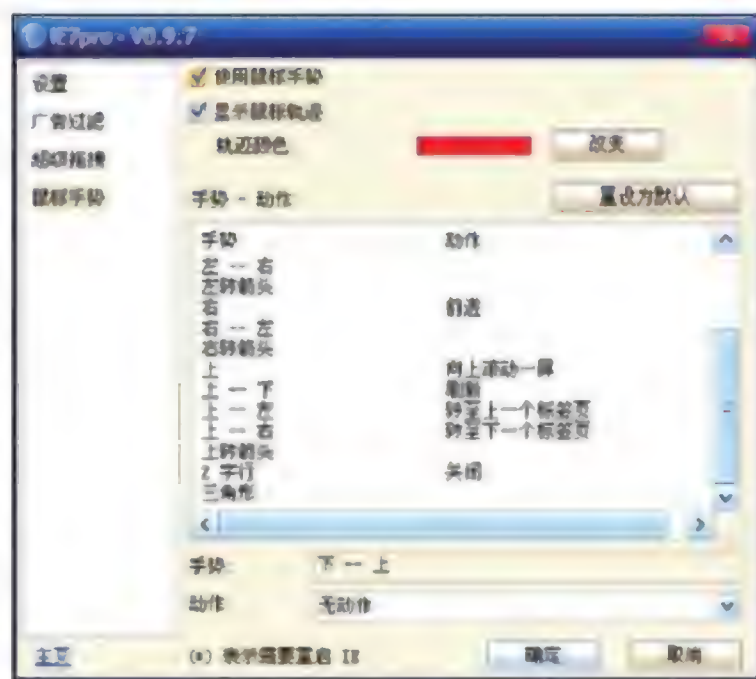 IE7pro - V0.9.7
设置
广告过滤
鼠标手势
使用鼠标手势
显示鼠标轨迹
轨迹颜色
改变
手势 - 动作
重设为默认
手势 动作
左 -- 右
左转箭头
右 前进
右 -- 左
右转箭头
上 向上滚动一屏
上 -- 下 刷新
上 -- 左 转至上一个标签页
上 -- 右 转至下一个标签页
上转箭头
Z 字行 关闭
三角形
手势: 下 -- 上
动作 无动作
主页
(*) 表示需要重启 IE
确定
取消